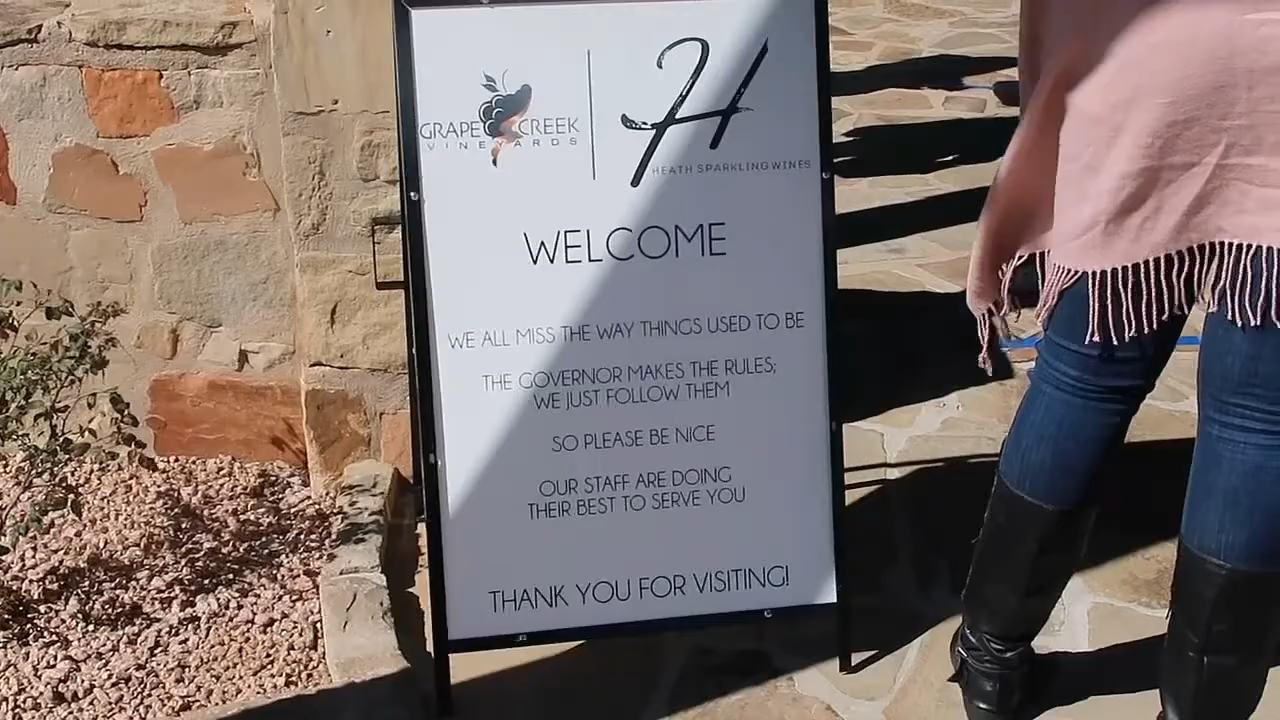 GRAPE CREEK
VINEYARDS
H
HEATH SPARKLING WINES
WELCOME
WE ALL MISS THE WAY THINGS USED TO BE
THE GOVERNOR MAKES THE RULES;
WE JUST FOLLOW THEM
SO PLEASE BE NICE
OUR STAFF ARE DOING
THEIR BEST TO SERVE YOU
THANK YOU FOR VISITING!